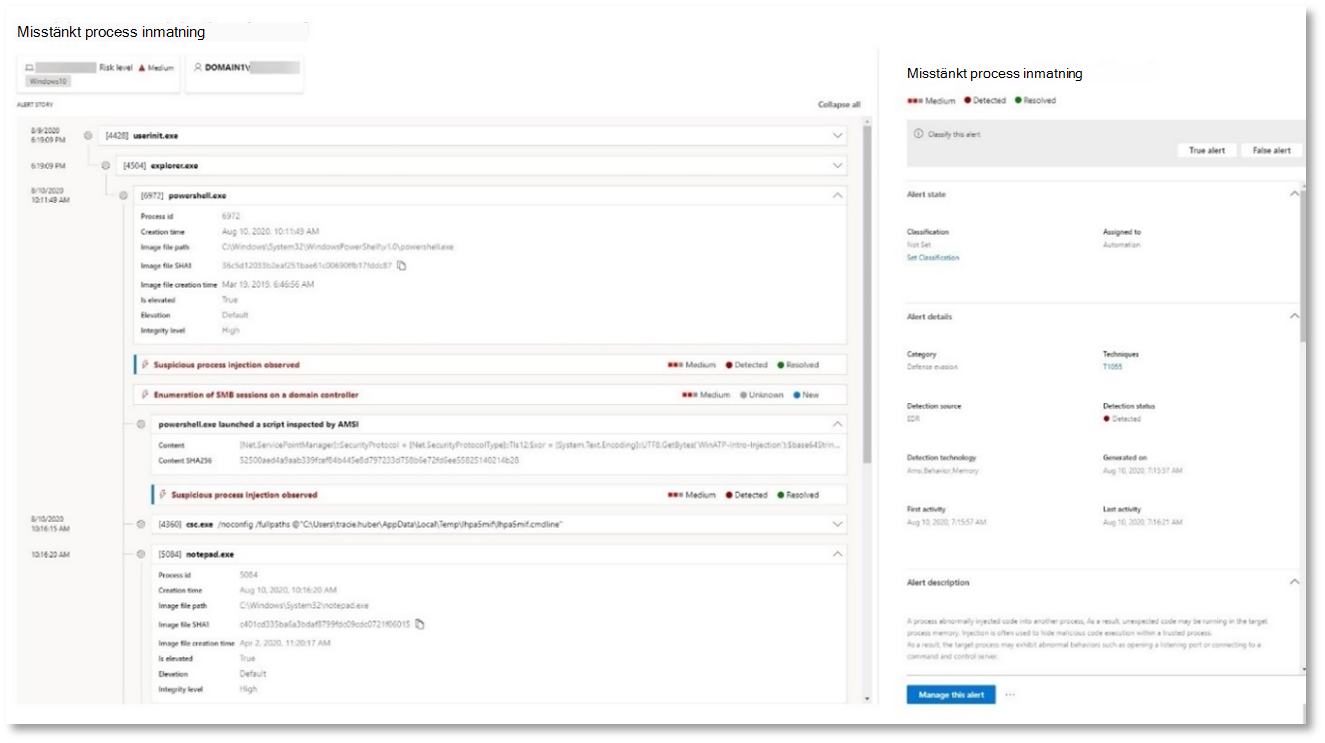 Misstänkt process inmatning
Risk level Medium
Windows10
DOMAIN1\
ALERT STORY
Collapse all
8/9/2020
6:19:09 PM
[4428] userinit.exe
6:19:09 PM
[4504] explorer.exe
8/10/2020
10:11:49 AM
[6972] powershell.exe
Process id 6972
Creation time Aug 10, 2020, 10:11:49 AM
Image file path C:\Windows\System32\WindowsPowerShell\v1.0\powershell.exe
Image file SHA1
Image file creation time Mar 19, 2019, 6:46:56 AM
Is elevated True
Elevation Default
Integrity level High
Suspicious process injection observed Medium Detected Resolved
Enumeration of SMB sessions on a domain controller Medium Unknown New
powershell.exe launched a script inspected by AMSI
Content [Net.ServicePointManager]::SecurityProtocol = [Net.SecurityProtocolType]::Tls12;$xor = [System.Text.Encoding]::UTF8.GetBytes('WinATP-Intro-Injection');$base64Strin...
Content SHA256
Suspicious process injection observed Medium Detected Resolved
8/10/2020
10:16:15 AM
[4360] csc.exe /noconfig /fullpaths
10:16:20 AM
[5084] notepad.exe
Process id 5084
Creation time Aug 10, 2020, 10:16:20 AM
Image file path C:\Windows\System32\notepad.exe
Image file SHA1
Image file creation time Apr 2, 2020, 11:20:17 AM
Is elevated True
Elevation Default
Integrity level High
Misstänkt process inmatning
Medium Detected Resolved
Classify this alert
True alert False alert
Alert state
Classification Assigned to
Not Set Automation
Set Classification
Alert details
Category Techniques
Defense evasion T1055
Detection source Detection status
EDR Detected
Detection technology Generated on
Amsi,Behavior,Memory Aug 10, 2020, 7:15:57 AM
First activity Last activity
Aug 10, 2020, 7:15:57 AM Aug 10, 2020, 7:16:21 AM
Alert description
A process abnormally injected code into another process, As a result, unexpected code may be running in the target
process memory. Injection is often used to hide malicious code execution within a trusted process.
As a result, the target process may exhibit abnormal behaviors such as opening a listening port or connecting to a
command and control server.
Manage this alert ...